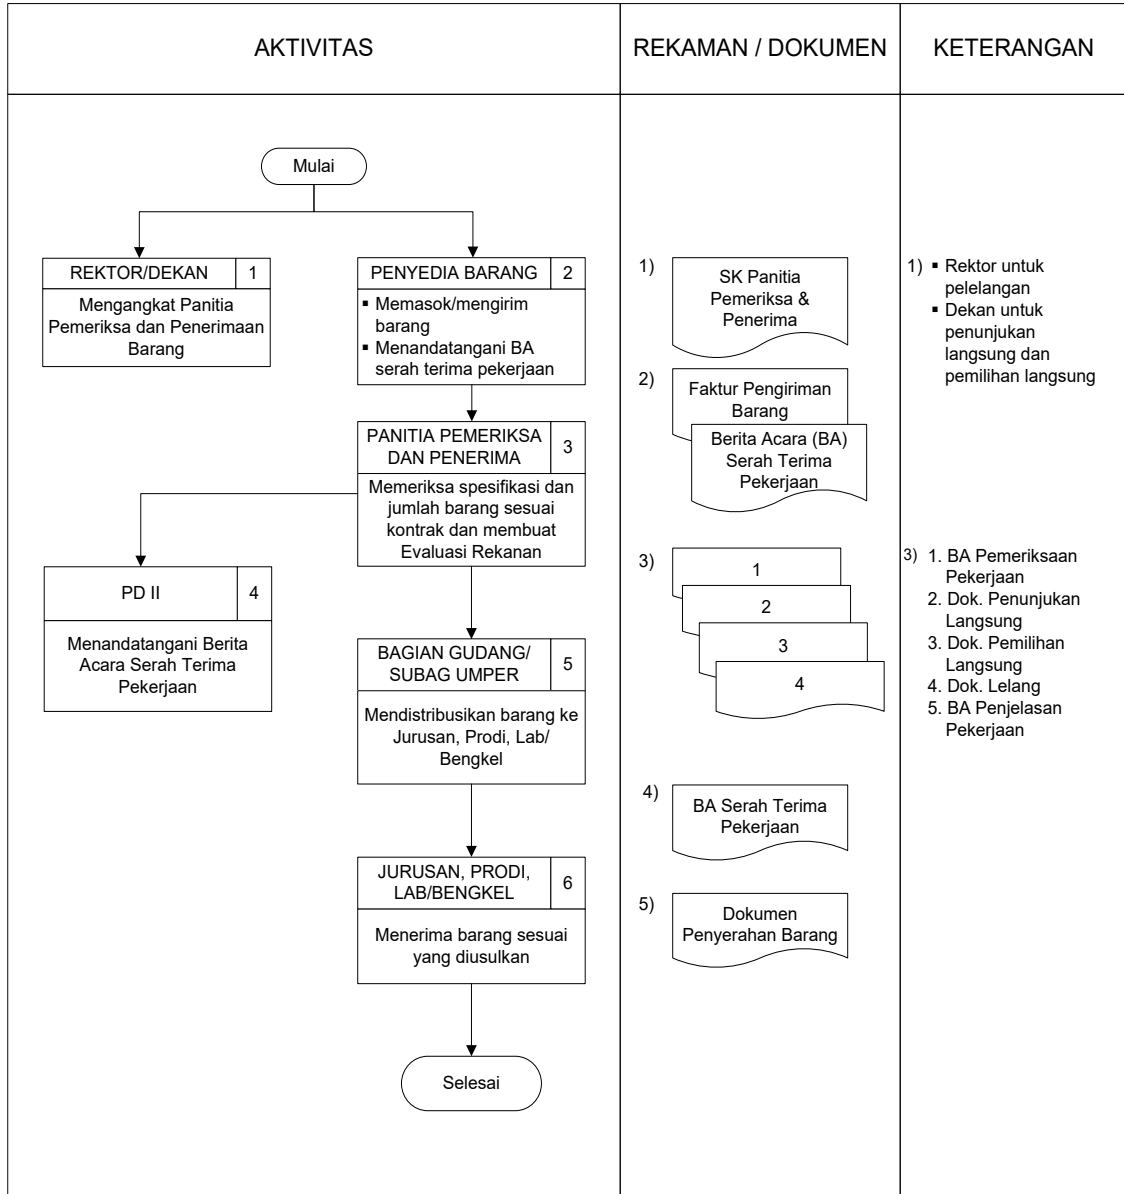 AKTIVITAS
REKAMAN / DOKUMEN
KETERANGAN
Mulai
REKTOR/DEKAN
1
Mengangkat Panitia
Pemeriksa dan Penerimaan
Barang
PENYEDIA BARANG
2
▪ Memasok/mengirim
barang
▪ Menandatangani BA
serah terima pekerjaan
PANITIA PEMERIKSA
DAN PENERIMA
3
Memeriksa spesifikasi dan
jumlah barang sesuai
kontrak dan membuat
Evaluasi Rekanan
PD II
4
Menandatangani Berita
Acara Serah Terima
Pekerjaan
BAGIAN GUDANG/
SUBAG UMPER
5
Mendistribusikan barang ke
Jurusan, Prodi, Lab/
Bengkel
JURUSAN, PRODI,
LAB/BENGKEL
6
Menerima barang sesuai
yang diusulkan
Selesai
1)
SK Panitia
Pemeriksa &
Penerima
2)
Faktur Pengiriman
Barang
Berita Acara (BA)
Serah Terima
Pekerjaan
3)
1
2
3
4
4)
BA Serah Terima
Pekerjaan
5)
Dokumen
Penyerahan Barang
1) ▪ Rektor untuk
pelelangan
▪ Dekan untuk
penunjukan
langsung dan
pemilihan langsung
3) 1. BA Pemeriksaan
Pekerjaan
2. Dok. Penunjukan
Langsung
3. Dok. Pemilihan
Langsung
4. Dok. Lelang
5. BA Penjelasan
Pekerjaan